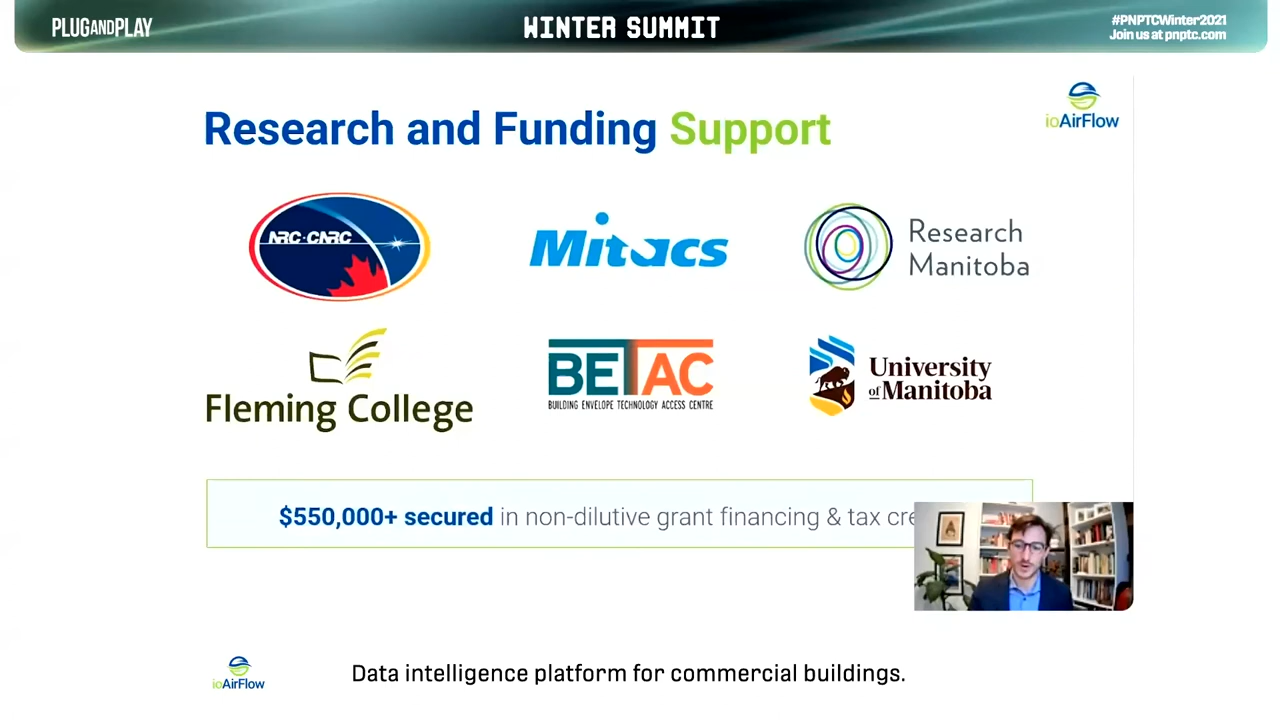 PLUGANDPLAY
WINTER SUMMIT
#PNPTCWinter2021
Join us at pnptc.com
Research and Funding Support
ioAirFlow
NRC·CNRC
Mitacs
Research
Manitoba
Fleming College
BETAC
BUILDING ENVELOPE TECHNOLOGY ACCESS CENTRE
University
of Manitoba
$550,000+ secured in non-dilutive grant financing & tax cre
ioAirFlow
Data intelligence platform for commercial buildings.